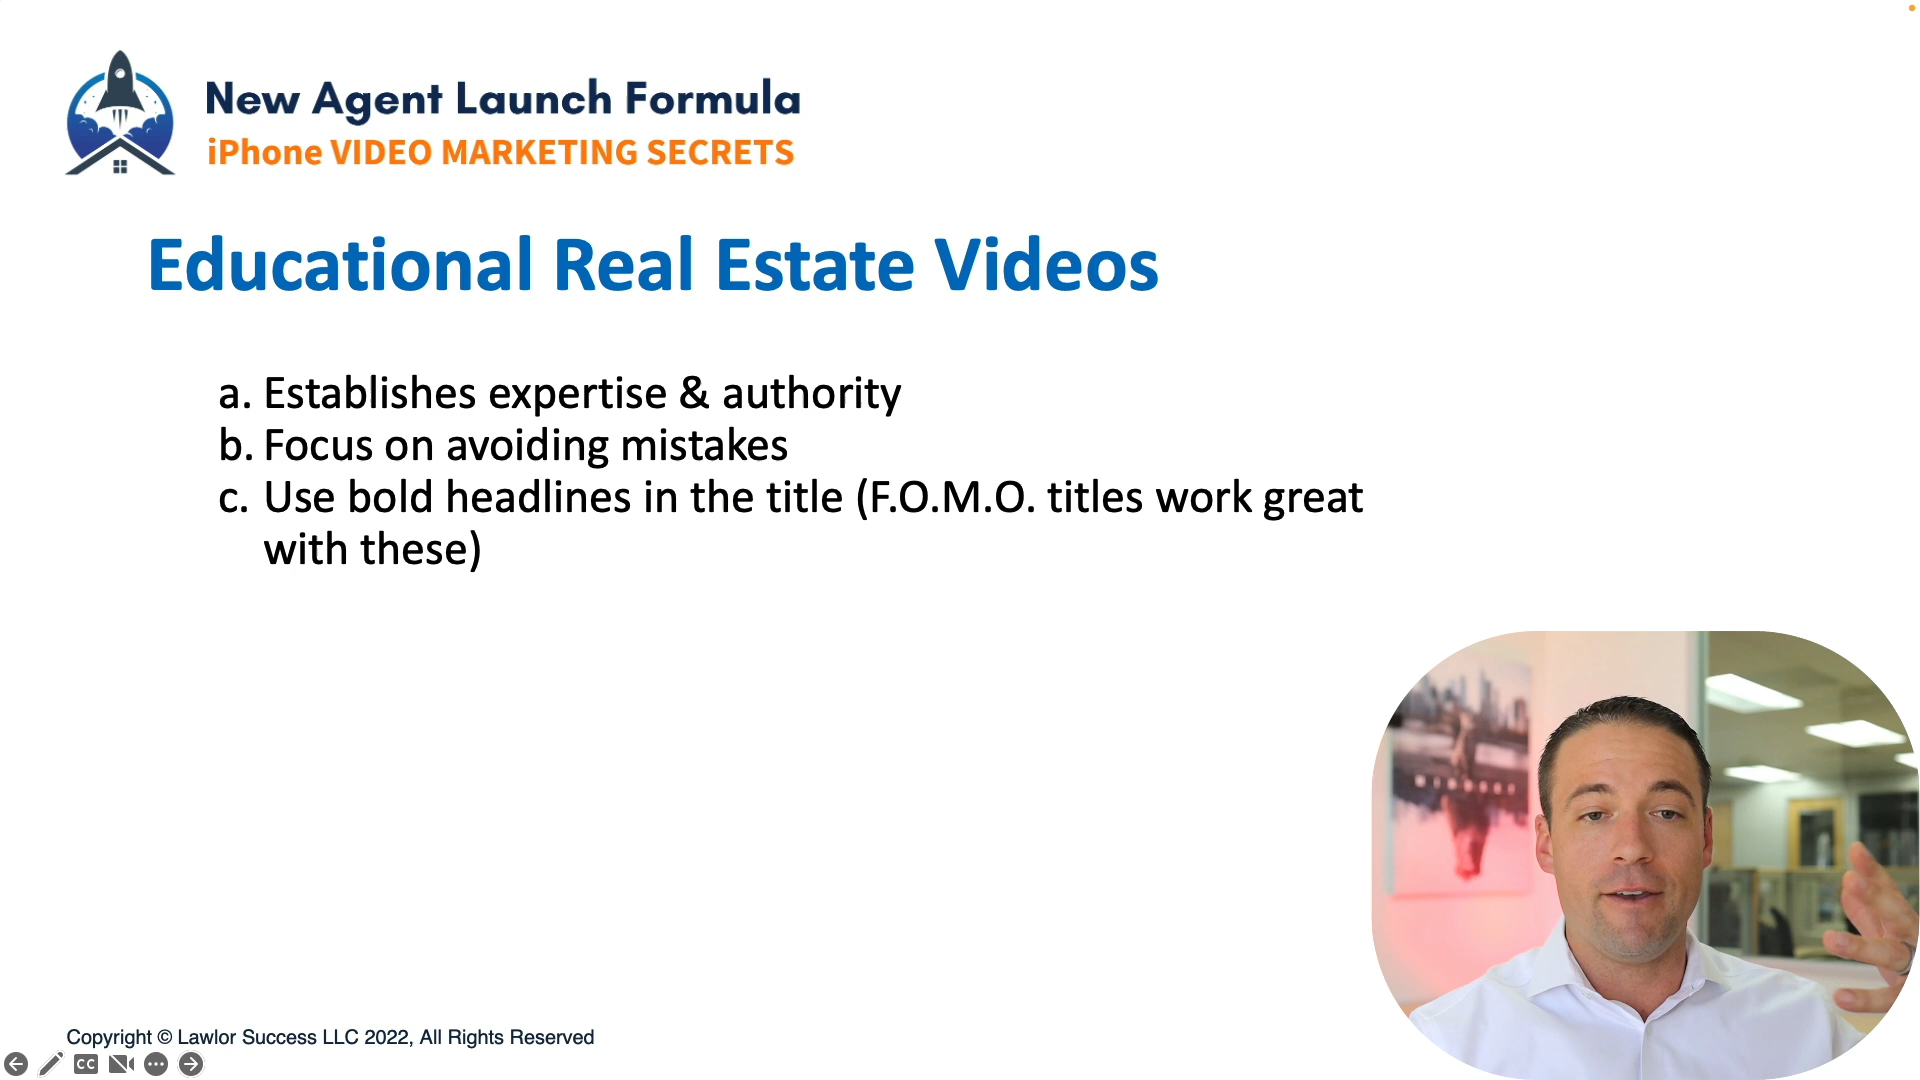 New Agent Launch Formula
iPhone VIDEO MARKETING SECRETS
Educational Real Estate Videos
a. Establishes expertise & authority
b. Focus on avoiding mistakes
c. Use bold headlines in the title (F.O.M.O. titles work great
with these)
MINDSET
Copyright © Lawlor Success LLC 2022, All Rights Reserved
CC